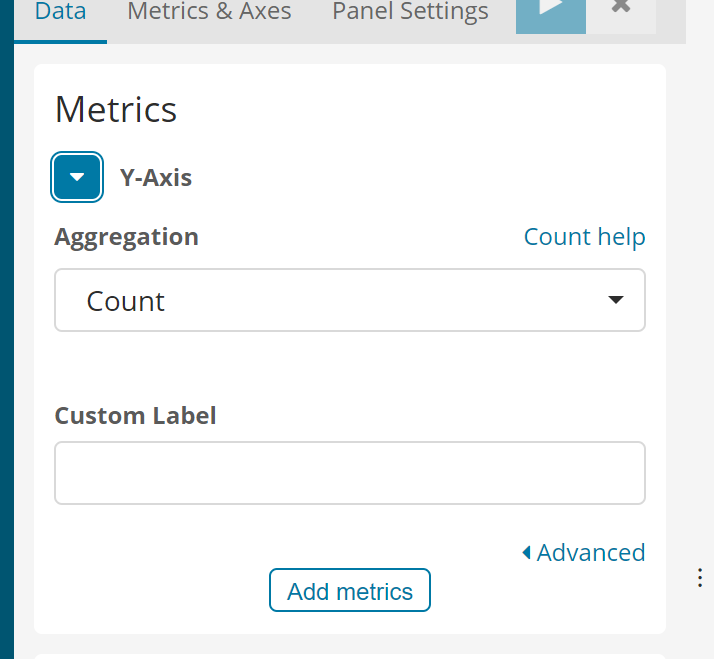 Data Metrics & Axes Panel Settings
Metrics
Y-Axis
Aggregation Count help
Count
Custom Label
Advanced
Add metrics